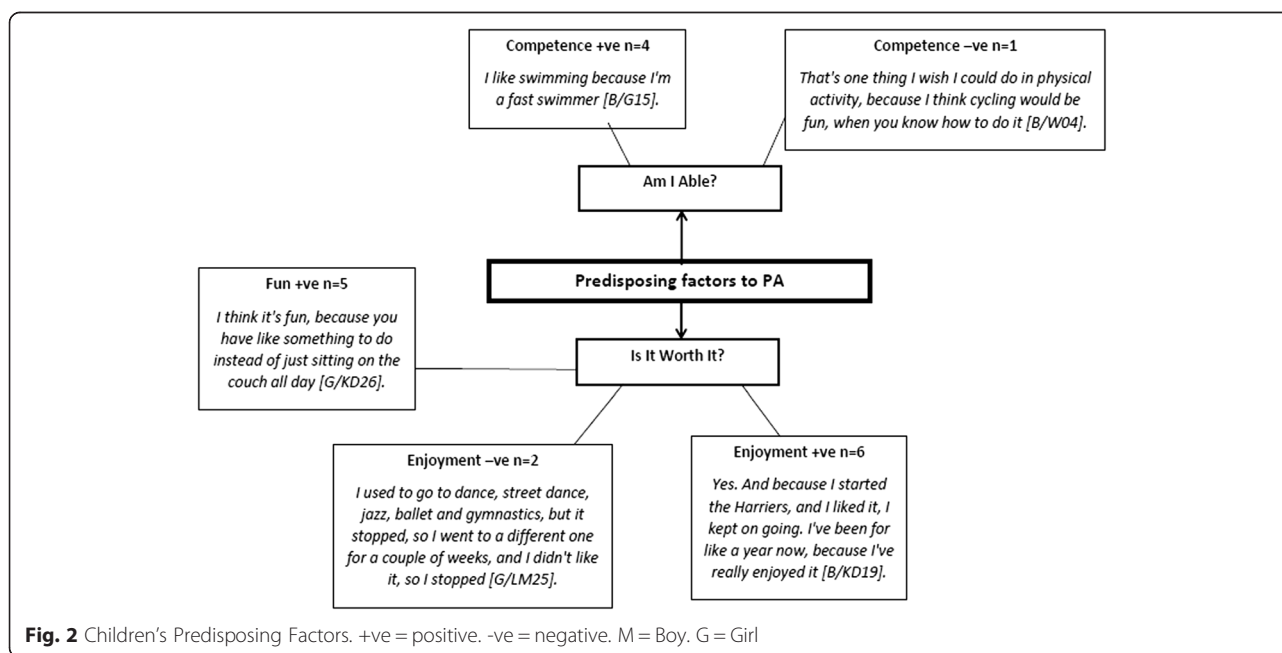 Competence +ve n=4
I like swimming because I'm
a fast swimmer [B/G15].
Competence –ve n=1
That's one thing I wish I could do in physical
activity, because I think cycling would be
fun, when you know how to do it [B/W04].
Am I Able?
Predisposing factors to PA
Fun +ve n=5
I think it's fun, because you
have like something to do
instead of just sitting on the
couch all day [G/KD26].
Is It Worth It?
Enjoyment –ve n=2
I used to go to dance, street dance,
jazz, ballet and gymnastics, but it
stopped, so I went to a different one
for a couple of weeks, and I didn't like
it, so I stopped [G/LM25].
Enjoyment +ve n=6
Yes. And because I started
the Harriers, and I liked it, I
kept on going. I've been for
like a year now, because I've
really enjoyed it [B/KD19].
Fig. 2 Children's Predisposing Factors. +ve = positive. -ve = negative. M = Boy. G = Girl